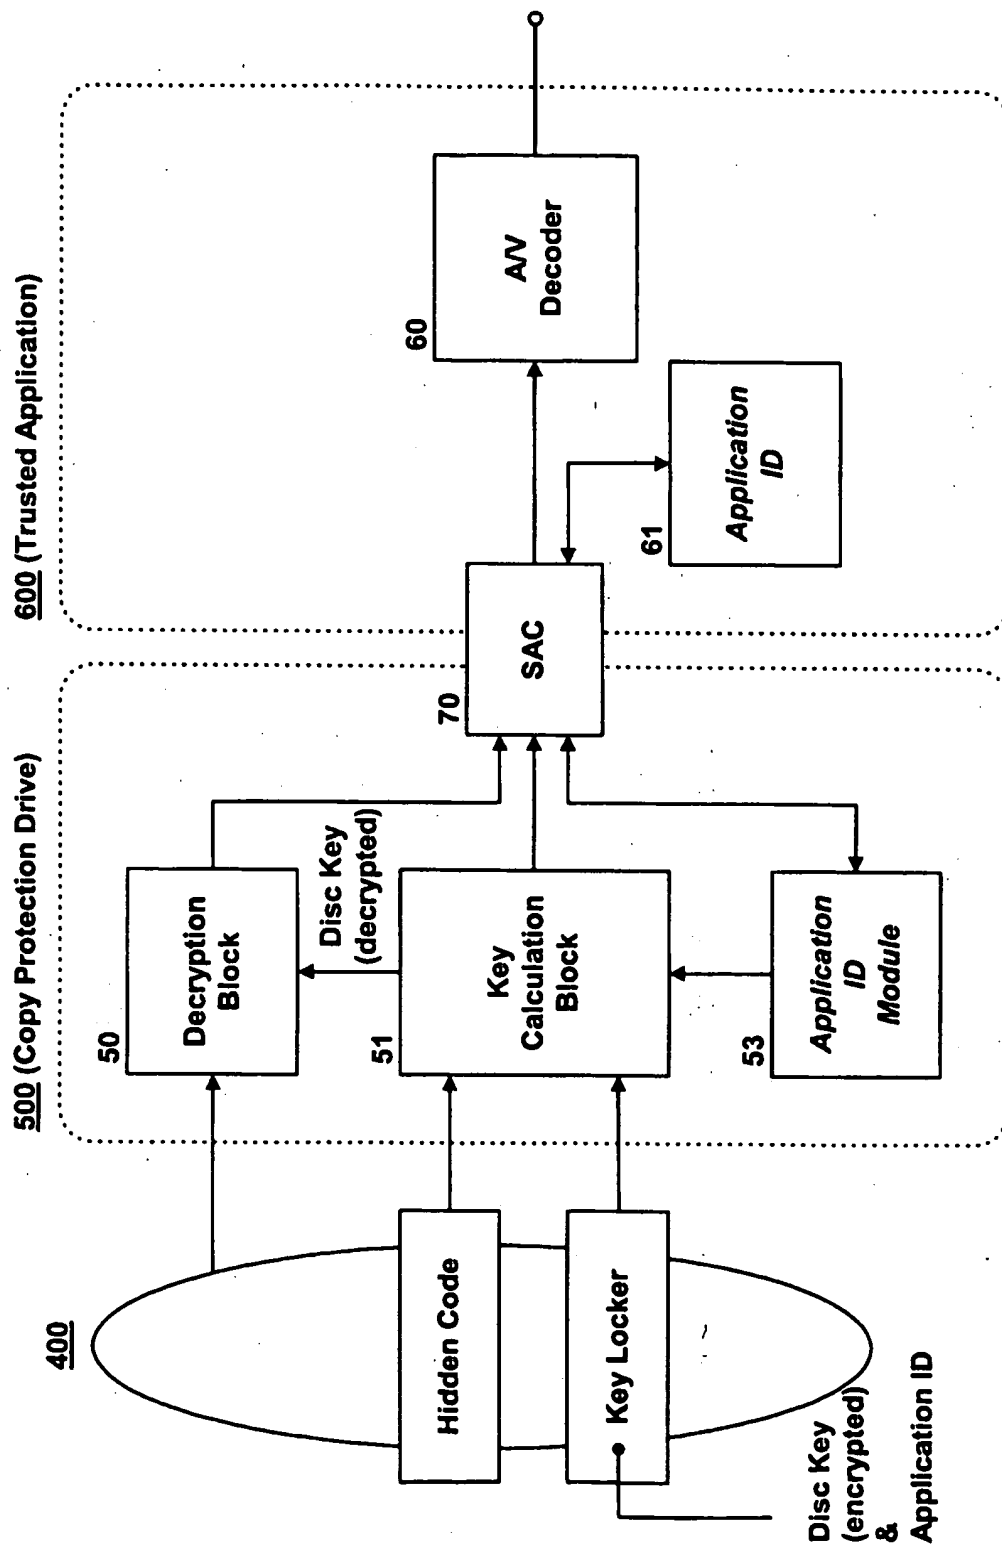 400
Hidden Code
Key Locker
Disc Key
(encrypted)
&
Application ID
500 (Copy Protection Drive)
50
Decryption
Block
Disc Key
(decrypted)
51
Key
Calculation
Block
53
Application
ID
Module
70
SAC
600 (Trusted Application)
60
A/V
Decoder
61
Application
ID